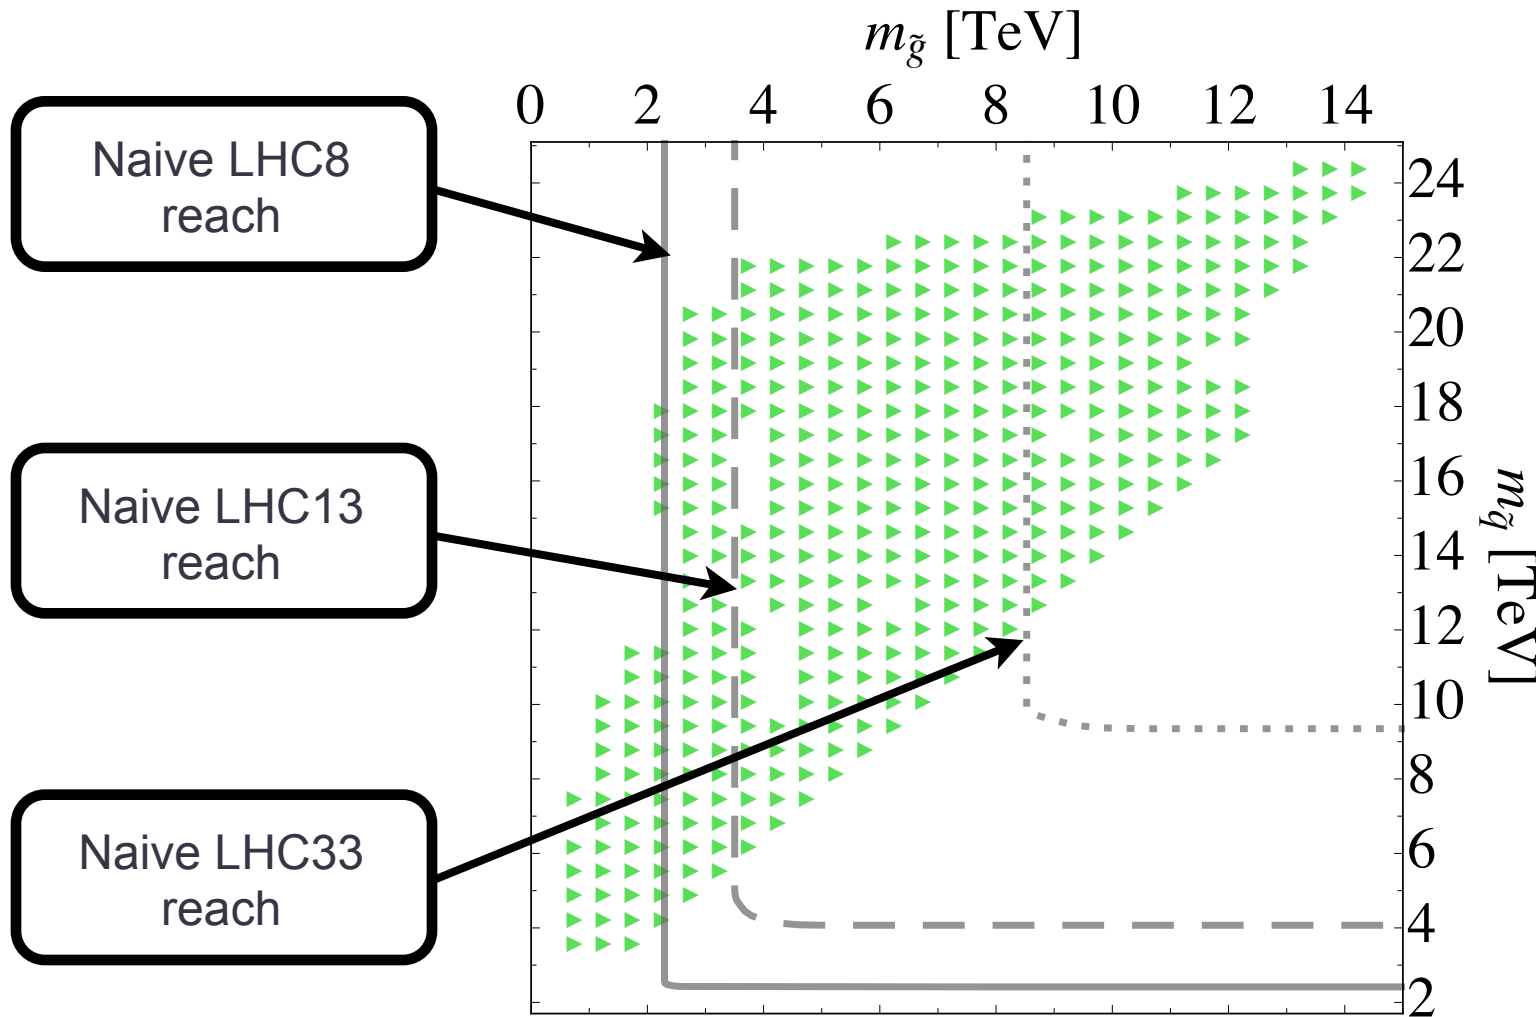 m_g̃ [TeV]
0 2 4 6 8 10 12 14
Naive LHC8
reach
Naive LHC13
reach
Naive LHC33
reach
24
22
20
18
16
14
12
10
8
6
4
2
m_q̃ [TeV]